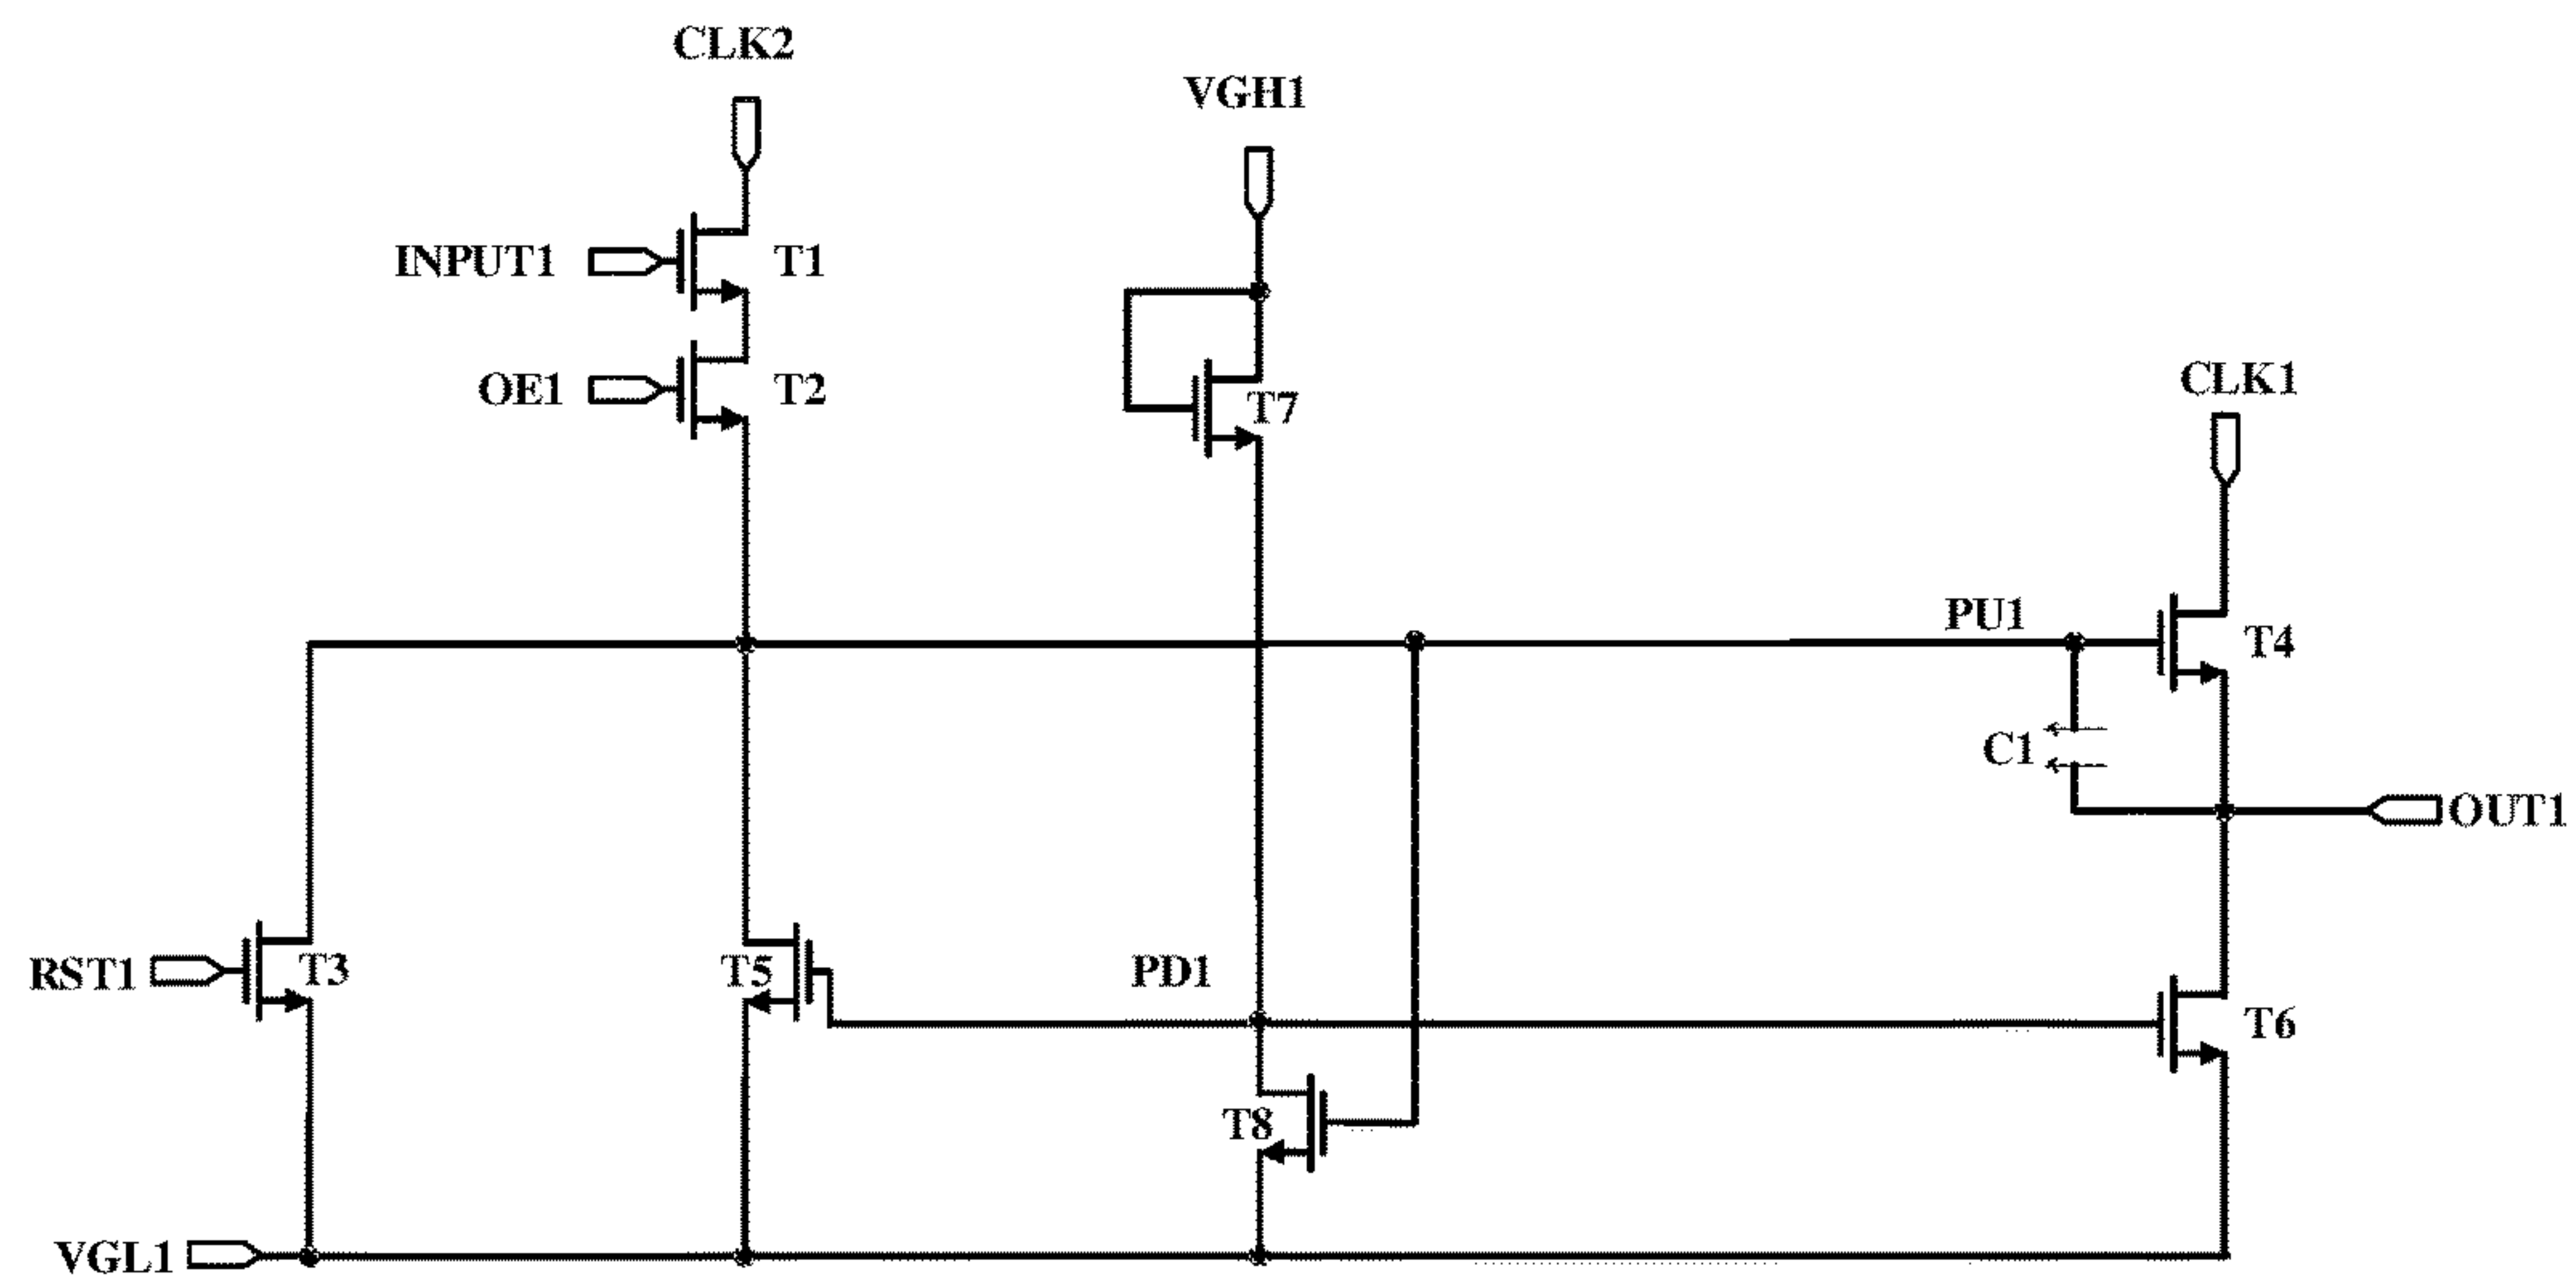 CLK2
VGH1
INPUT1
T1
OE1
T2
T7
CLK1
PU1
T4
C1
OUT1
RST1
T3
T5
PD1
T6
T8
VGL1